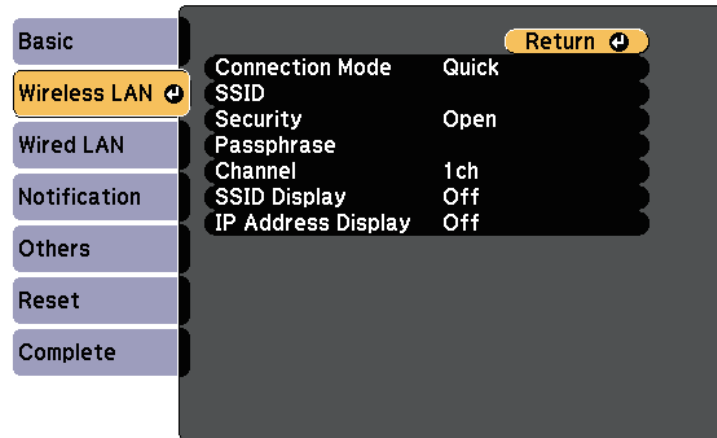 Basic
Wireless LAN
Wired LAN
Notification
Others
Reset
Complete
Return
Connection Mode Quick
SSID
Security Open
Passphrase
Channel 1ch
SSID Display Off
IP Address Display Off